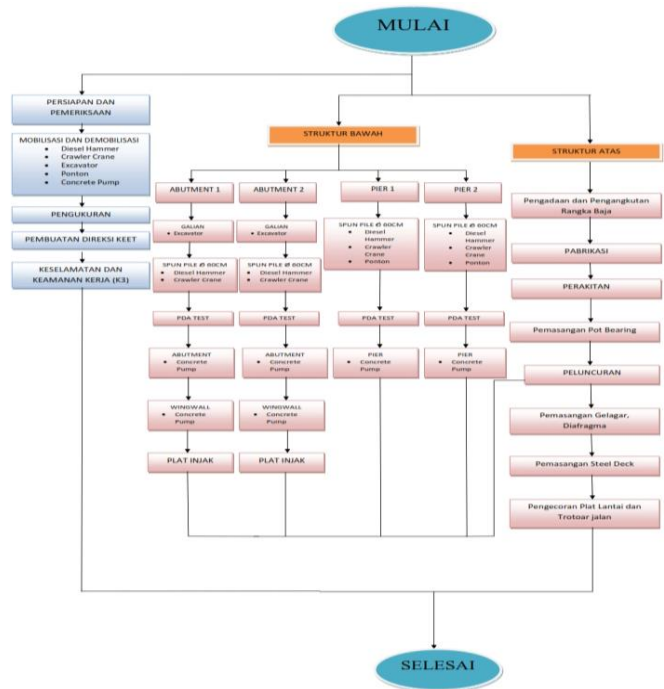 MULAI
PERSIAPAN DAN
PEMERIKSAAN
MOBILISASI DAN DEMOBILISASI
• Diesel Hammer
• Crawler Crane
• Excavator
• Ponton
• Concrete Pump
PENGUKURAN
PEMBUATAN DIREKSI KEET
KESELAMATAN DAN
KEAMANAN KERJA (K3)
STRUKTUR BAWAH
ABUTMENT 1
GALIAN
• Excavator
SPUN PILE Ø 60CM
• Diesel Hammer
• Crawler Crane
PDA TEST
ABUTMENT
• Concrete
Pump
WINGWALL
• Concrete
Pump
PLAT INJAK
ABUTMENT 2
GALIAN
• Excavator
SPUN PILE Ø 60CM
• Diesel Hammer
• Crawler Crane
PDA TEST
ABUTMENT
• Concrete
Pump
WINGWALL
• Concrete
Pump
PLAT INJAK
PIER 1
SPUN PILE Ø 60CM
• Diesel
Hammer
• Crawler
Crane
• Ponton
PDA TEST
PIER
• Concrete
Pump
PIER 2
SPUN PILE Ø 60CM
• Diesel
Hammer
• Crawler
Crane
• Ponton
PDA TEST
PIER
• Concrete
Pump
STRUKTUR ATAS
Pengadaan dan Pengangkutan
Rangka Baja
PABRIKASI
PERAKITAN
Pemasangan Pot Bearing
PELUNCURAN
Pemasangan Gelagar,
Diafragma
Pemasangan Steel Deck
Pengecoran Plat Lantai dan
Trotoar jalan
SELESAI